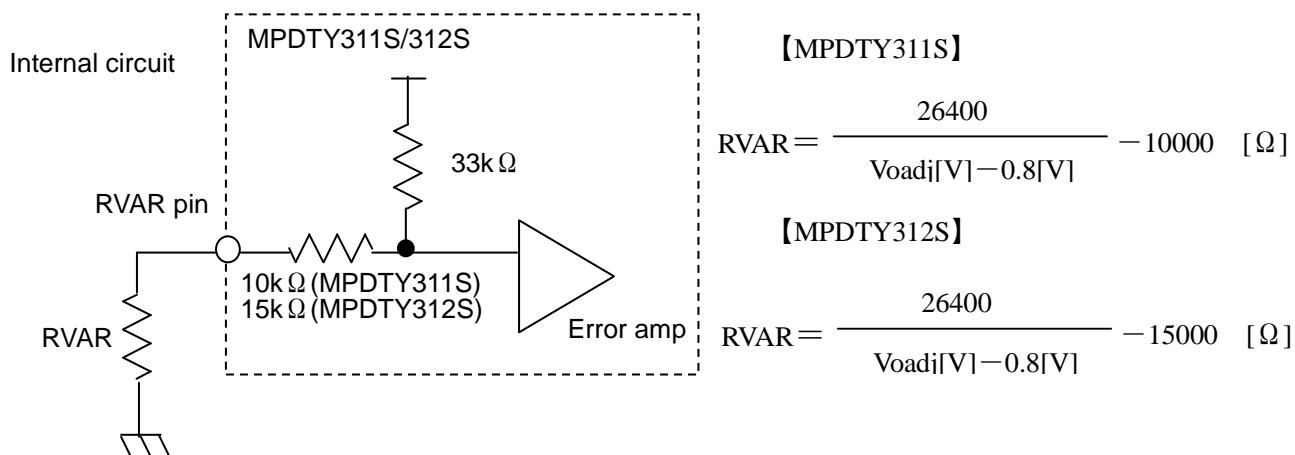 Internal circuit
MPDTY311S/312S
33kΩ
RVAR pin
10kΩ(MPDTY311S)
15kΩ(MPDTY312S)
Error amp
RVAR
【MPDTY311S】
26400
RVAR＝ －10000 [Ω]
Voadj[V]－0.8[V]
【MPDTY312S】
26400
RVAR＝ －15000 [Ω]
Voadj[V]－0.8[V]